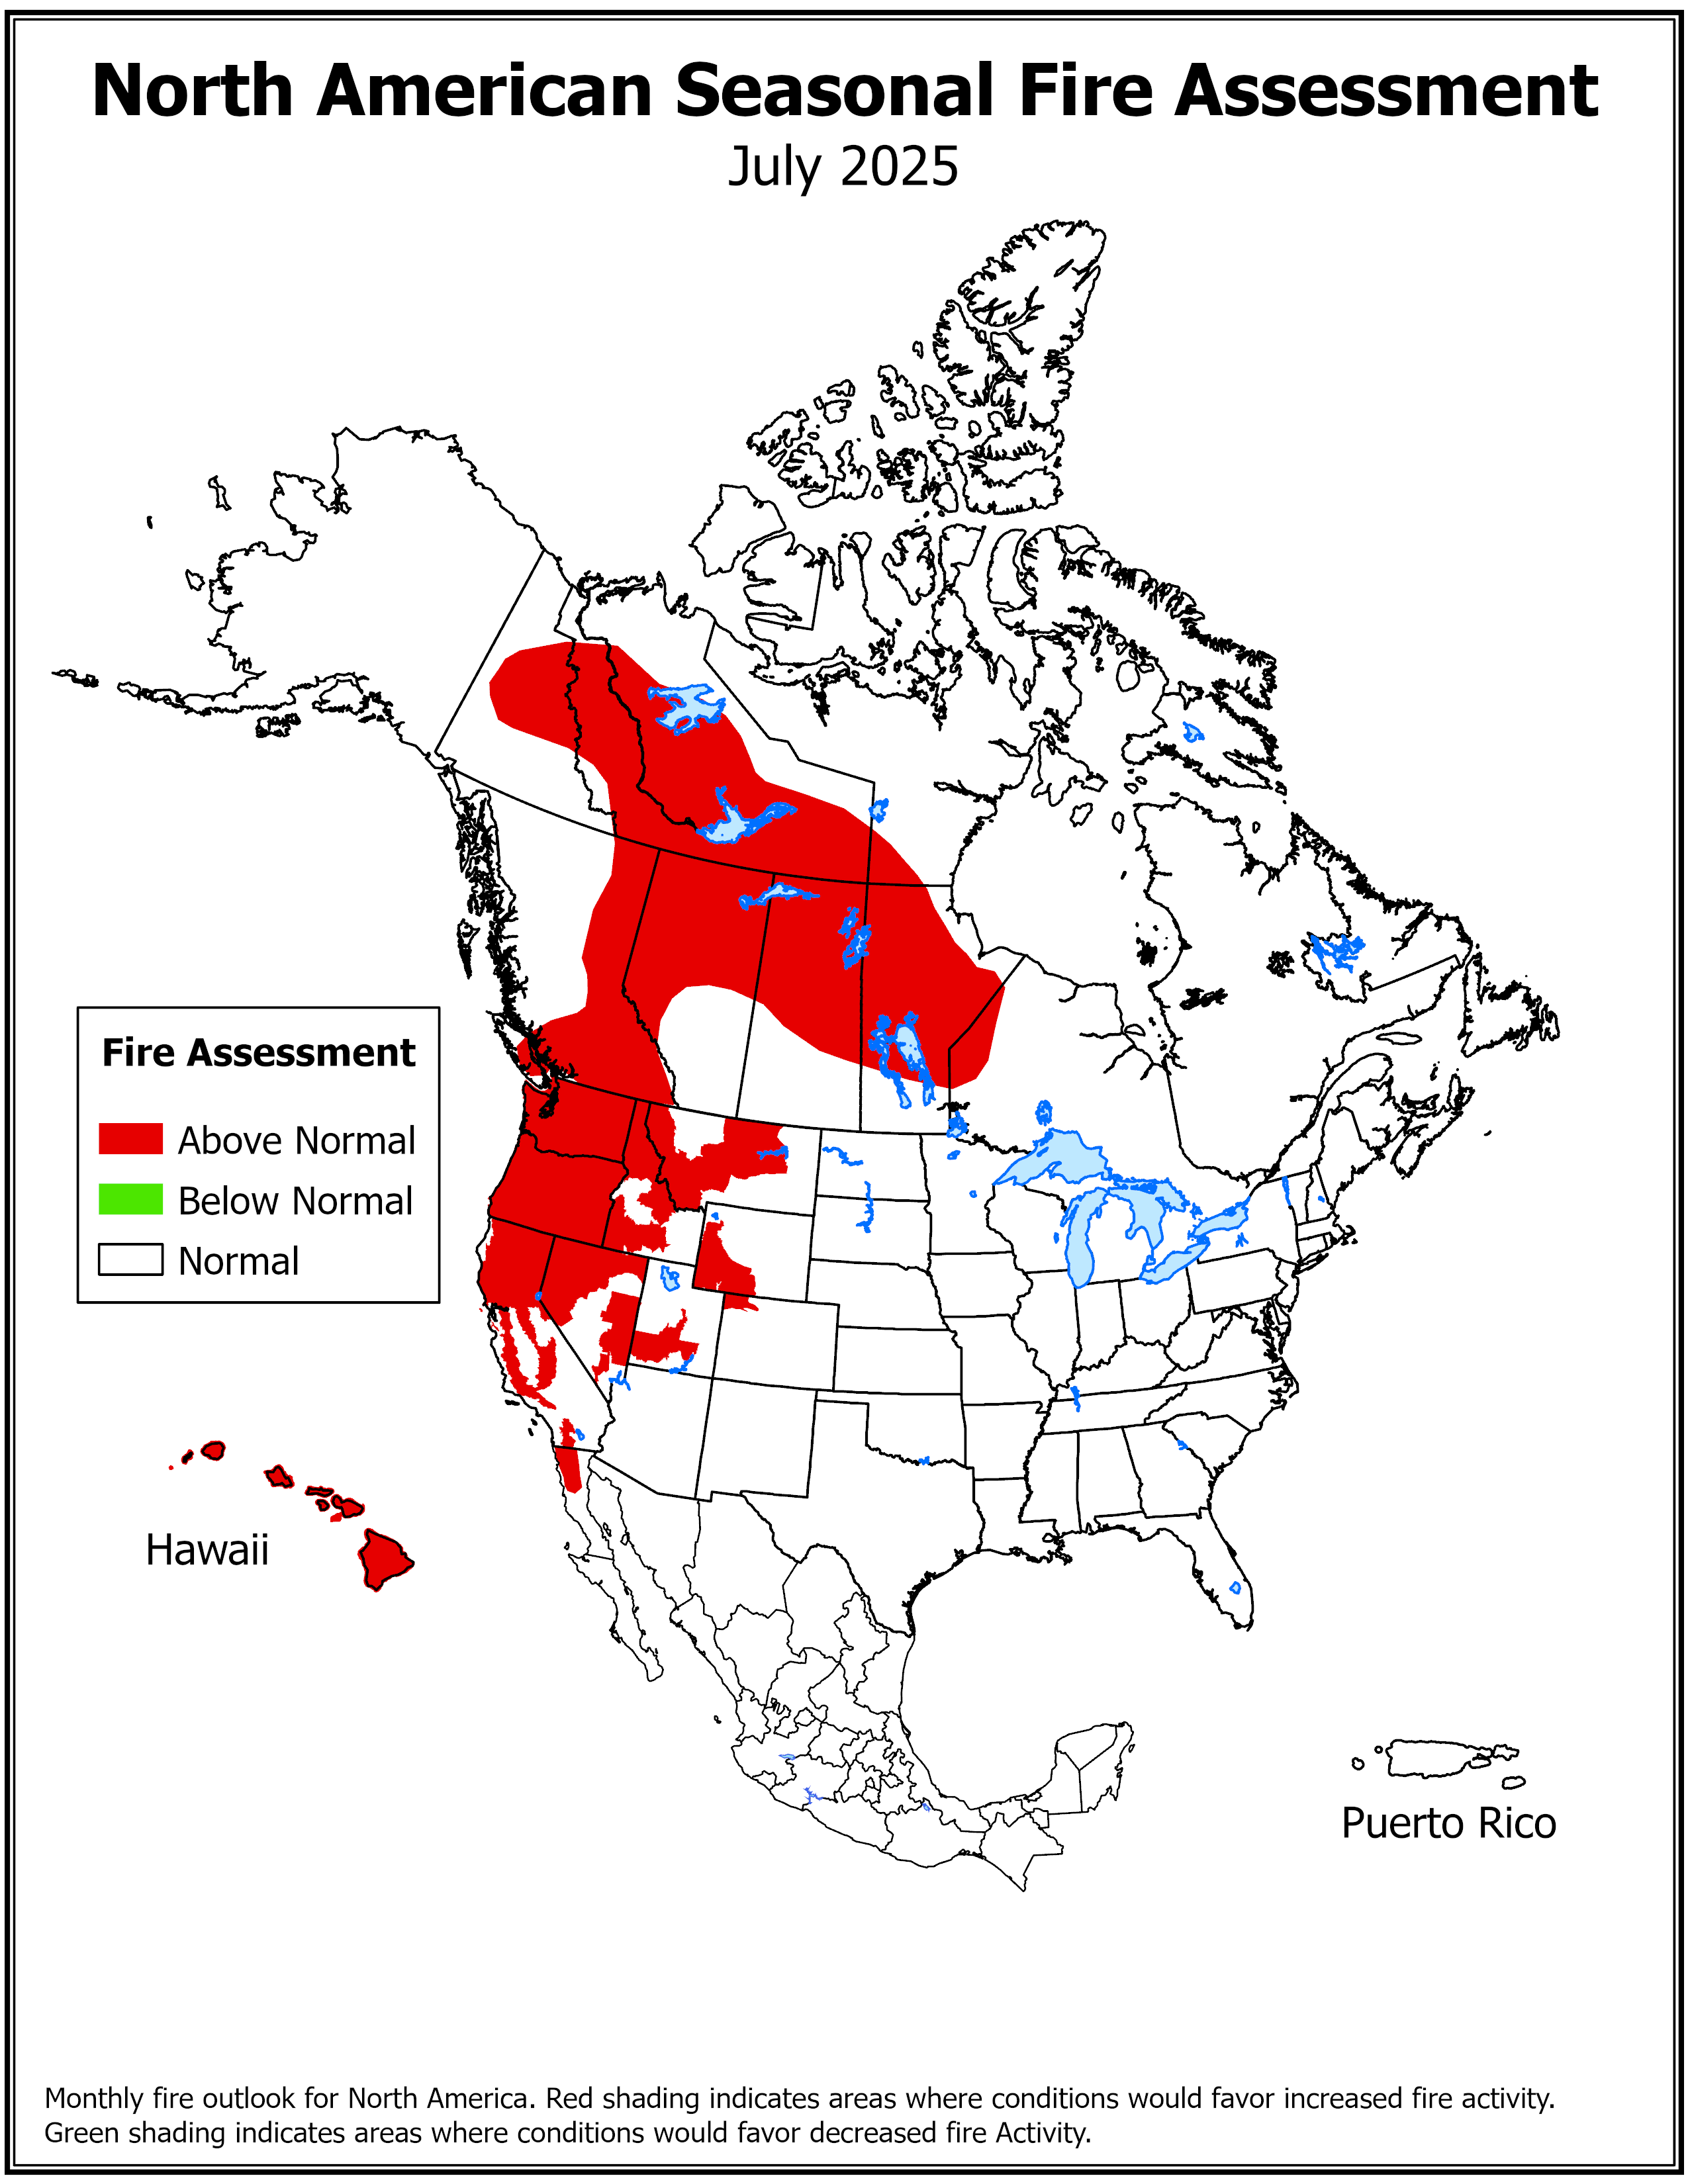 North American Seasonal Fire Assessment
July 2025
Fire Assessment
Above Normal
Below Normal
Normal
Hawaii
Puerto Rico
Monthly fire outlook for North America. Red shading indicates areas where conditions would favor increased fire activity.
Green shading indicates areas where conditions would favor decreased fire Activity.